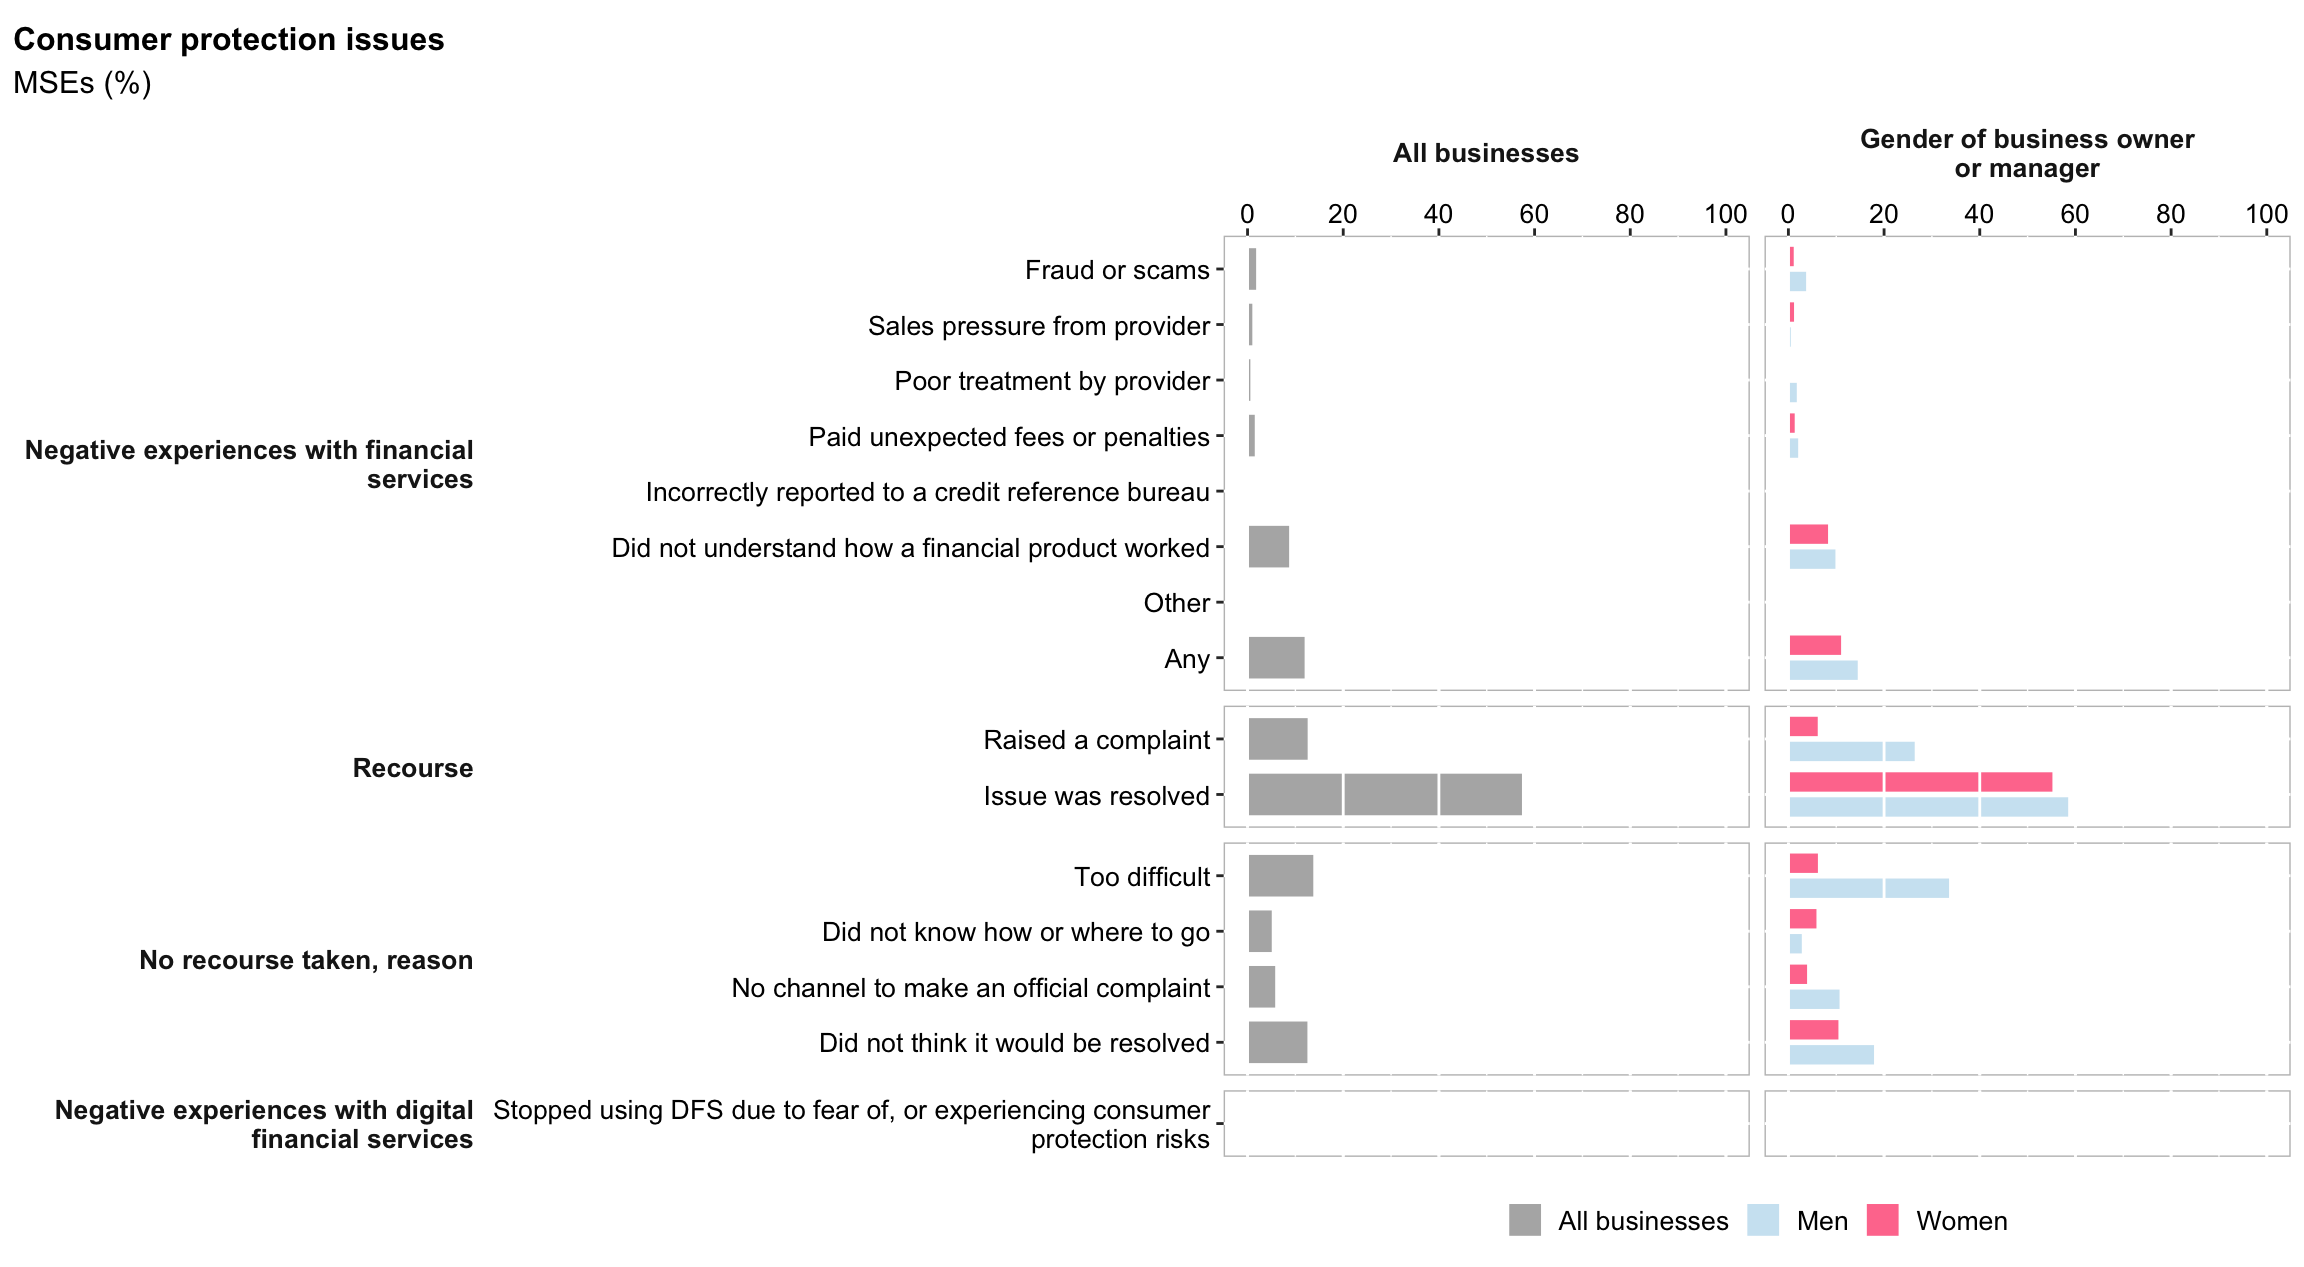 Consumer protection issues
MSEs (%)
All businesses
Gender of business owner
or manager
0 20 40 60 80 100
0 20 40 60 80 100
Negative experiences with financial
services
Fraud or scams
Sales pressure from provider
Poor treatment by provider
Paid unexpected fees or penalties
Incorrectly reported to a credit reference bureau
Did not understand how a financial product worked
Other
Any
Recourse
Raised a complaint
Issue was resolved
No recourse taken, reason
Too difficult
Did not know how or where to go
No channel to make an official complaint
Did not think it would be resolved
Negative experiences with digital
financial services
Stopped using DFS due to fear of, or experiencing consumer
protection risks
All businesses Men Women